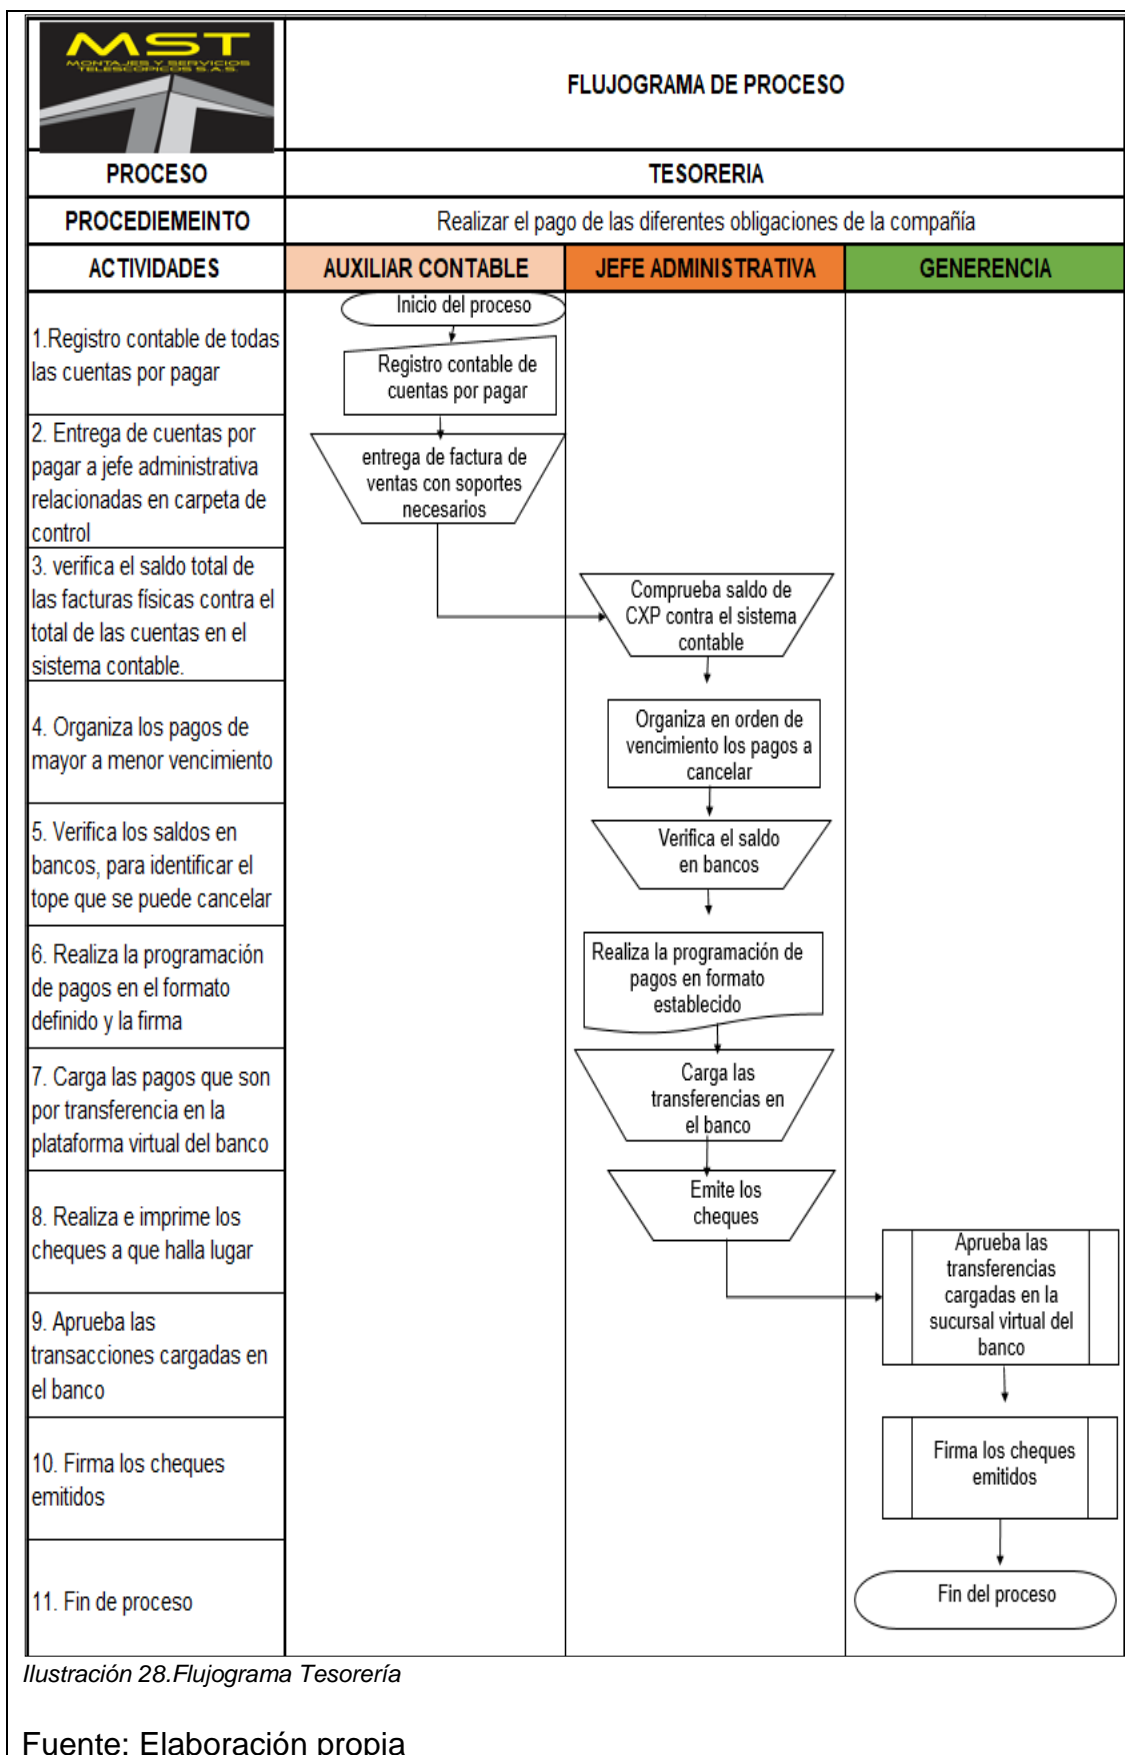 MST
MONTAJES Y SERVICIOS
TELESCOPICOS S.A.S.
FLUJOGRAMA DE PROCESO
PROCESO
TESORERIA
PROCEDIEMEINTO
Realizar el pago de las diferentes obligaciones de la compañía
ACTIVIDADES
AUXILIAR CONTABLE
JEFE ADMINISTRATIVA
GENERENCIA
1.Registro contable de todas
las cuentas por pagar
Inicio del proceso
Registro contable de
cuentas por pagar
2. Entrega de cuentas por
pagar a jefe administrativa
relacionadas en carpeta de
control
entrega de factura de
ventas con soportes
necesarios
3. verifica el saldo total de
las facturas físicas contra el
total de las cuentas en el
sistema contable.
Comprueba saldo de
CXP contra el sistema
contable
4. Organiza los pagos de
mayor a menor vencimiento
Organiza en orden de
vencimiento los pagos a
cancelar
5. Verifica los saldos en
bancos, para identificar el
tope que se puede cancelar
Verifica el saldo
en bancos
6. Realiza la programación
de pagos en el formato
definido y la firma
Realiza la programación de
pagos en formato
establecido
7. Carga las pagos que son
por transferencia en la
plataforma virtual del banco
Carga las
transferencias en
el banco
8. Realiza e imprime los
cheques a que halla lugar
Emite los
cheques
9. Aprueba las
transacciones cargadas en
el banco
Aprueba las
transferencias
cargadas en la
sucursal virtual del
banco
10. Firma los cheques
emitidos
Firma los cheques
emitidos
11. Fin de proceso
Fin del proceso
Ilustración 28.Flujograma Tesorería
Fuente: Elaboración propia